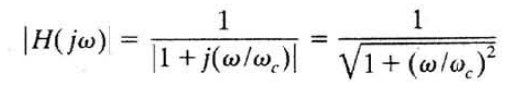 |H(jω)| = 1 / |1 + j(ω/ω_c)| = 1 / √(1 + (ω/ω_c)²)